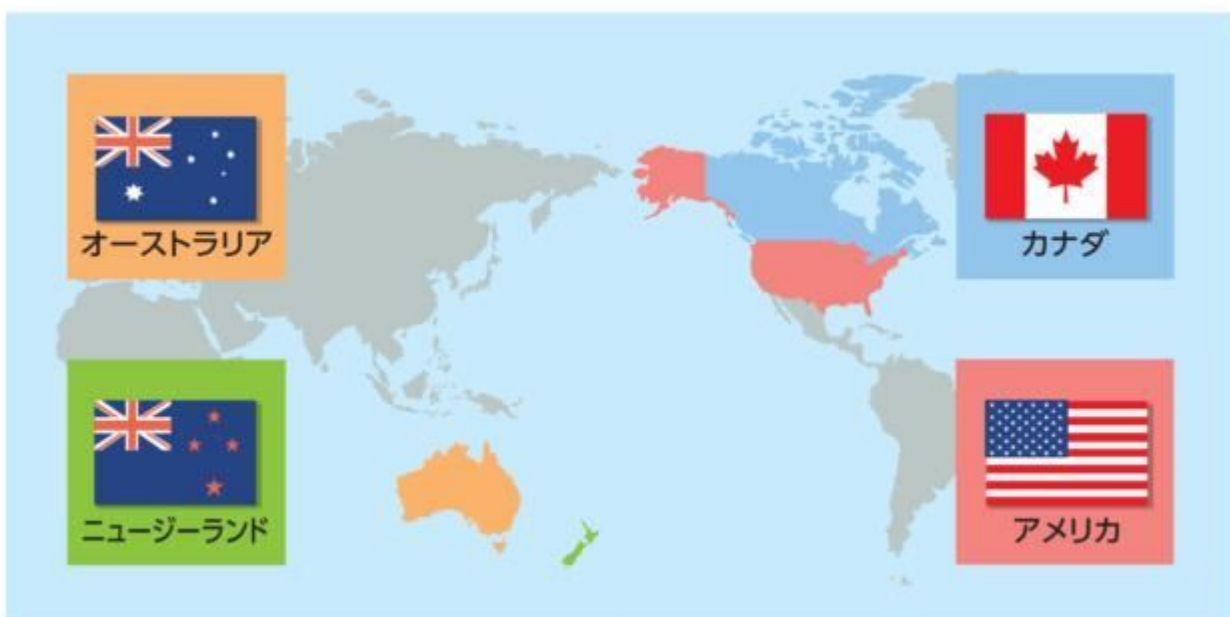 オーストラリア
カナダ
ニュージーランド
アメリカ